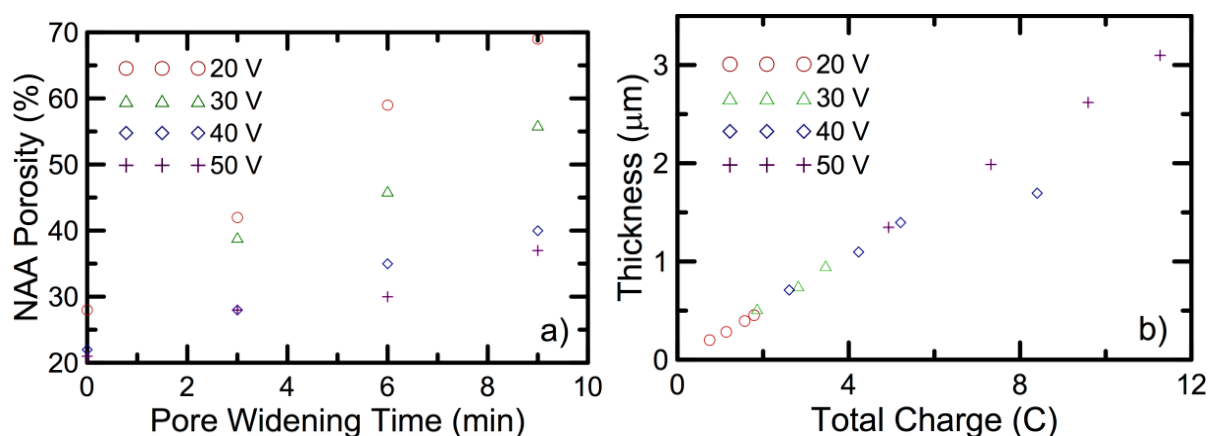 70
60
50
40
30
20
NAA Porosity (%)
20 V
30 V
40 V
50 V
a)
0
2
4
6
8
10
Pore Widening Time (min)
3
2
1
0
Thickness (μm)
20 V
30 V
40 V
50 V
b)
0
4
8
12
Total Charge (C)